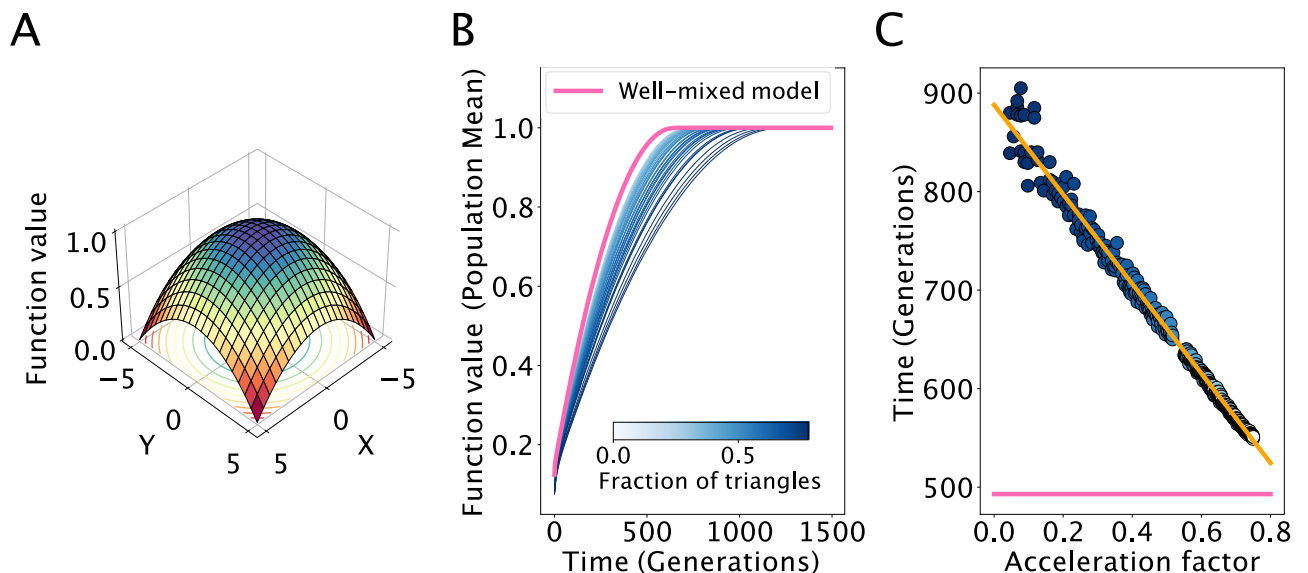 A
Function value
1.0
0.5
0.0
−5
0
5
Y
−5
0
5
X
B
Function value (Population Mean)
1.0
0.8
0.6
0.4
0.2
Well-mixed model
0.0
0.5
Fraction of triangles
0
500
1000
1500
Time (Generations)
C
Time (Generations)
900
800
700
600
500
0.0
0.2
0.4
0.6
0.8
Acceleration factor